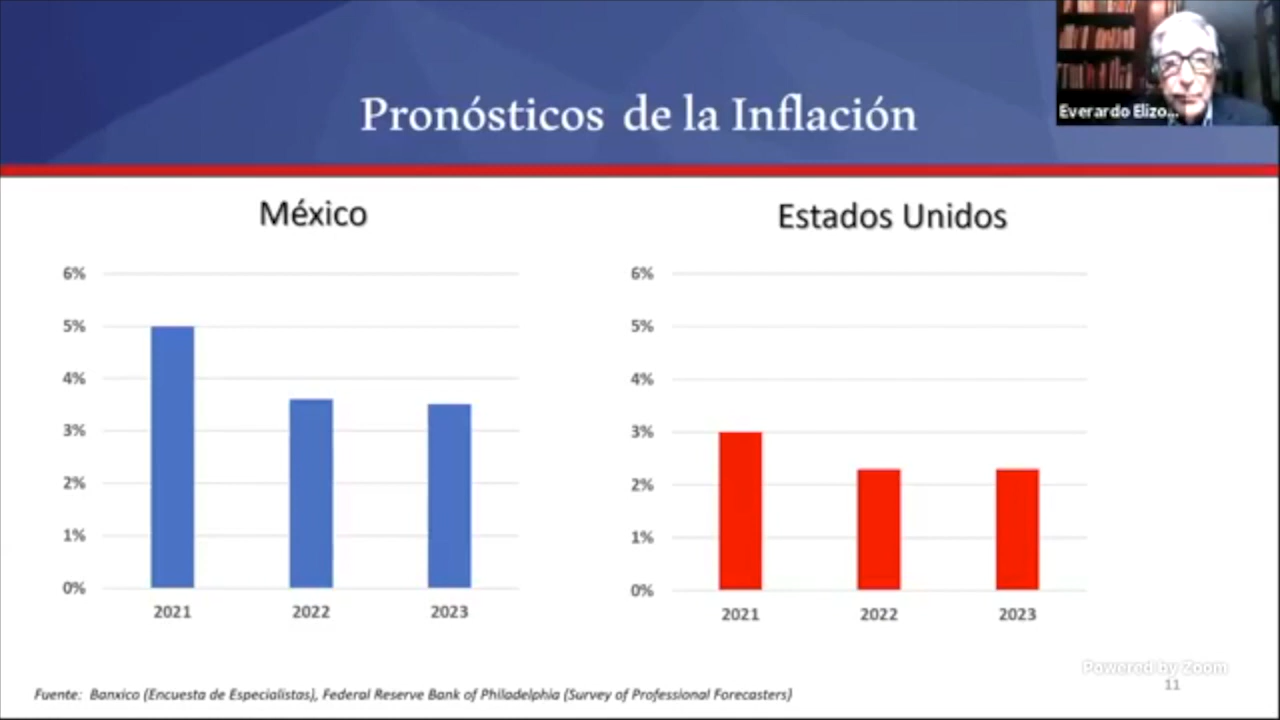 Pronósticos de la Inflación
Everardo Elizo...
México
Estados Unidos
6%
5%
4%
3%
2%
1%
0%
2021 2022 2023
6%
5%
4%
3%
2%
1%
0%
2021 2022 2023
Powered by Zoom
11
Fuente: Banxico (Encuesta de Especialistas), Federal Reserve Bank of Philadelphia (Survey of Professional Forecasters)